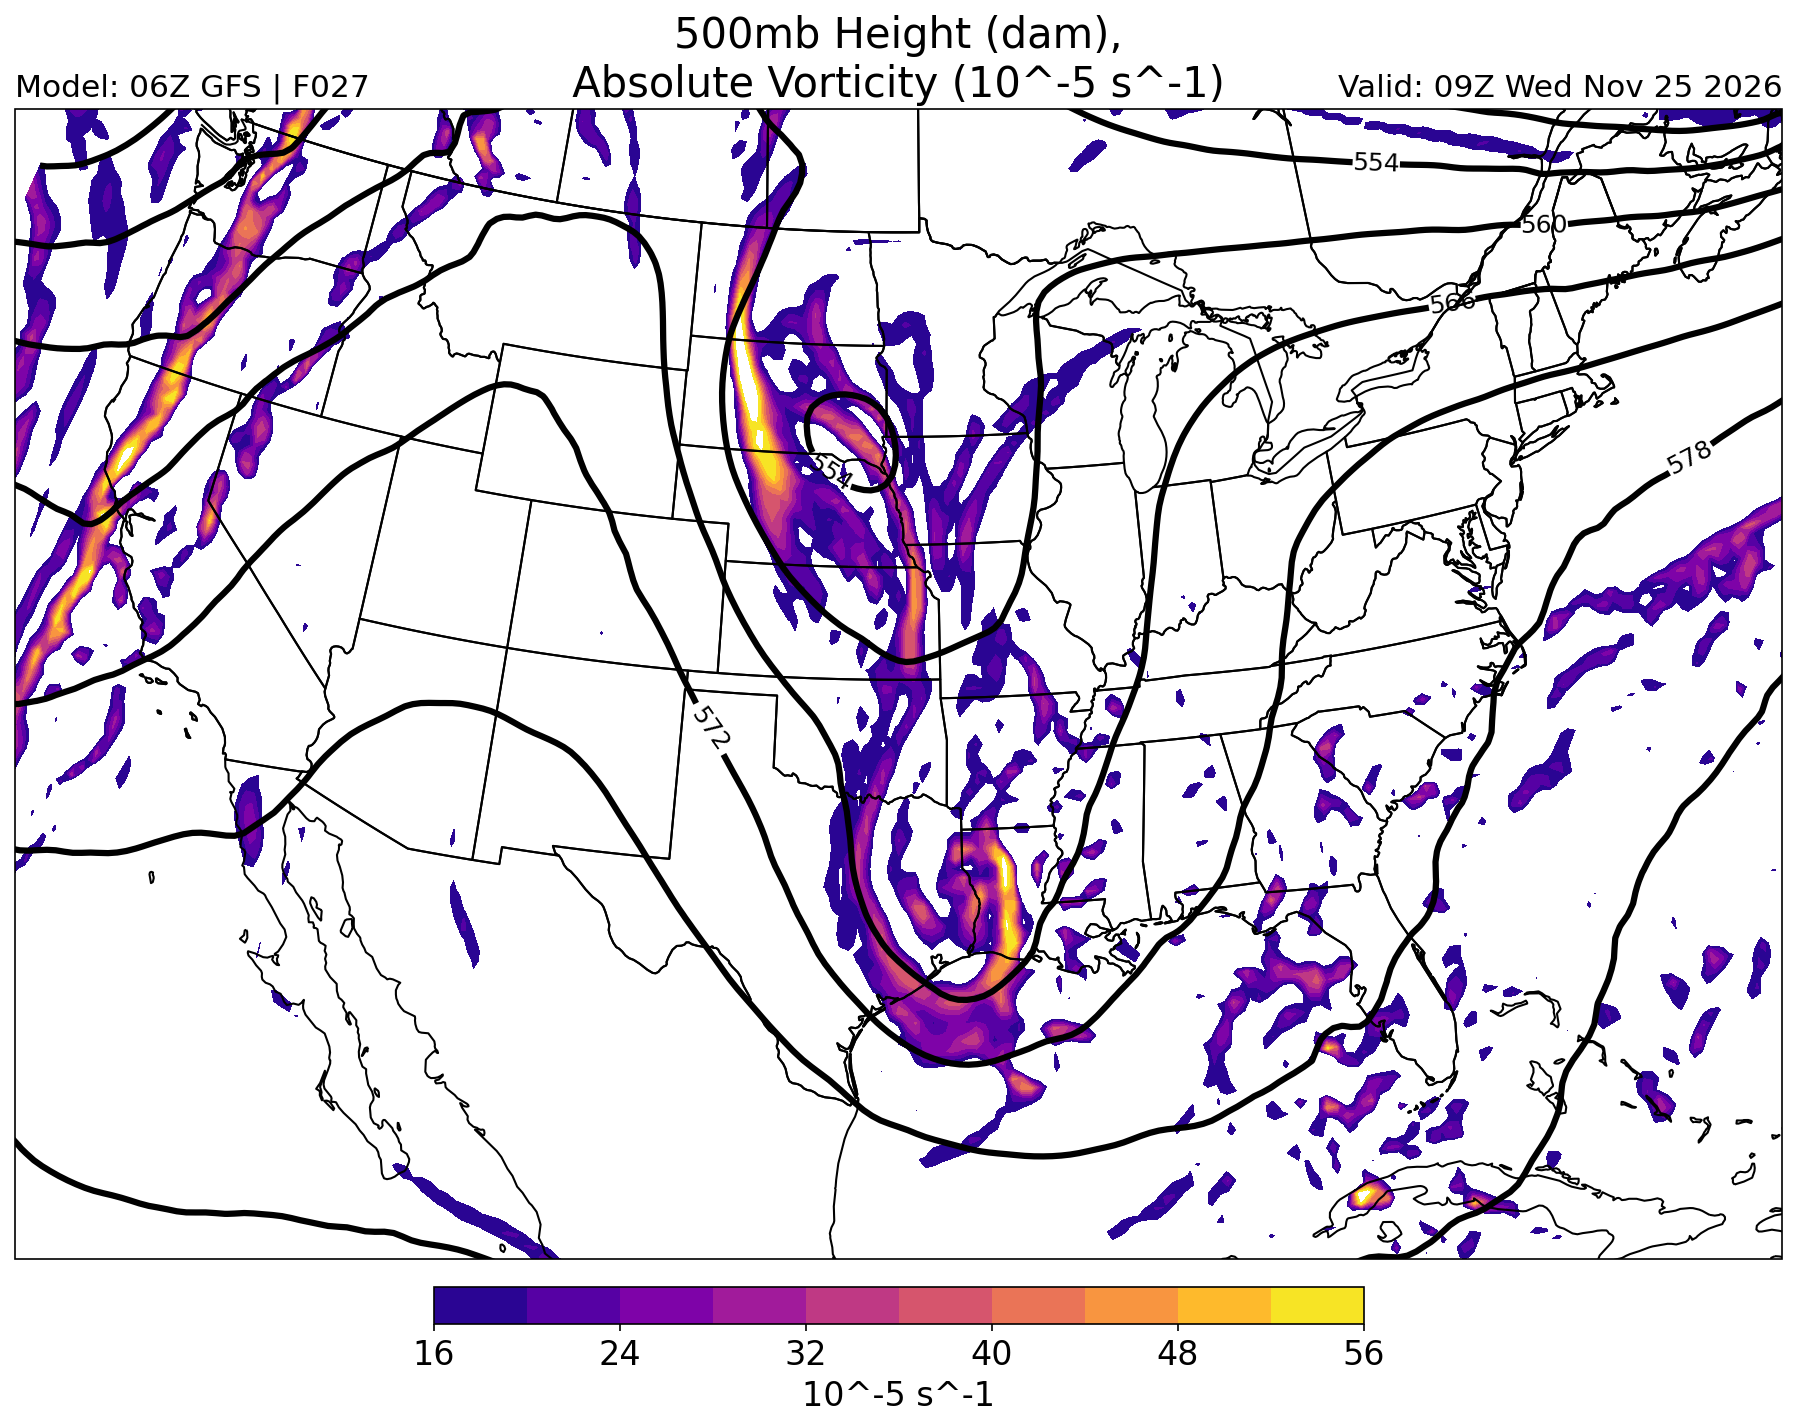 500mb Height (dam),
Model: 06Z GFS | F027
Absolute Vorticity (10^-5 s^-1)
Valid: 09Z Wed Nov 25 2026
554
560
566
578
554
572
16
24
32
40
48
56
10^-5 s^-1